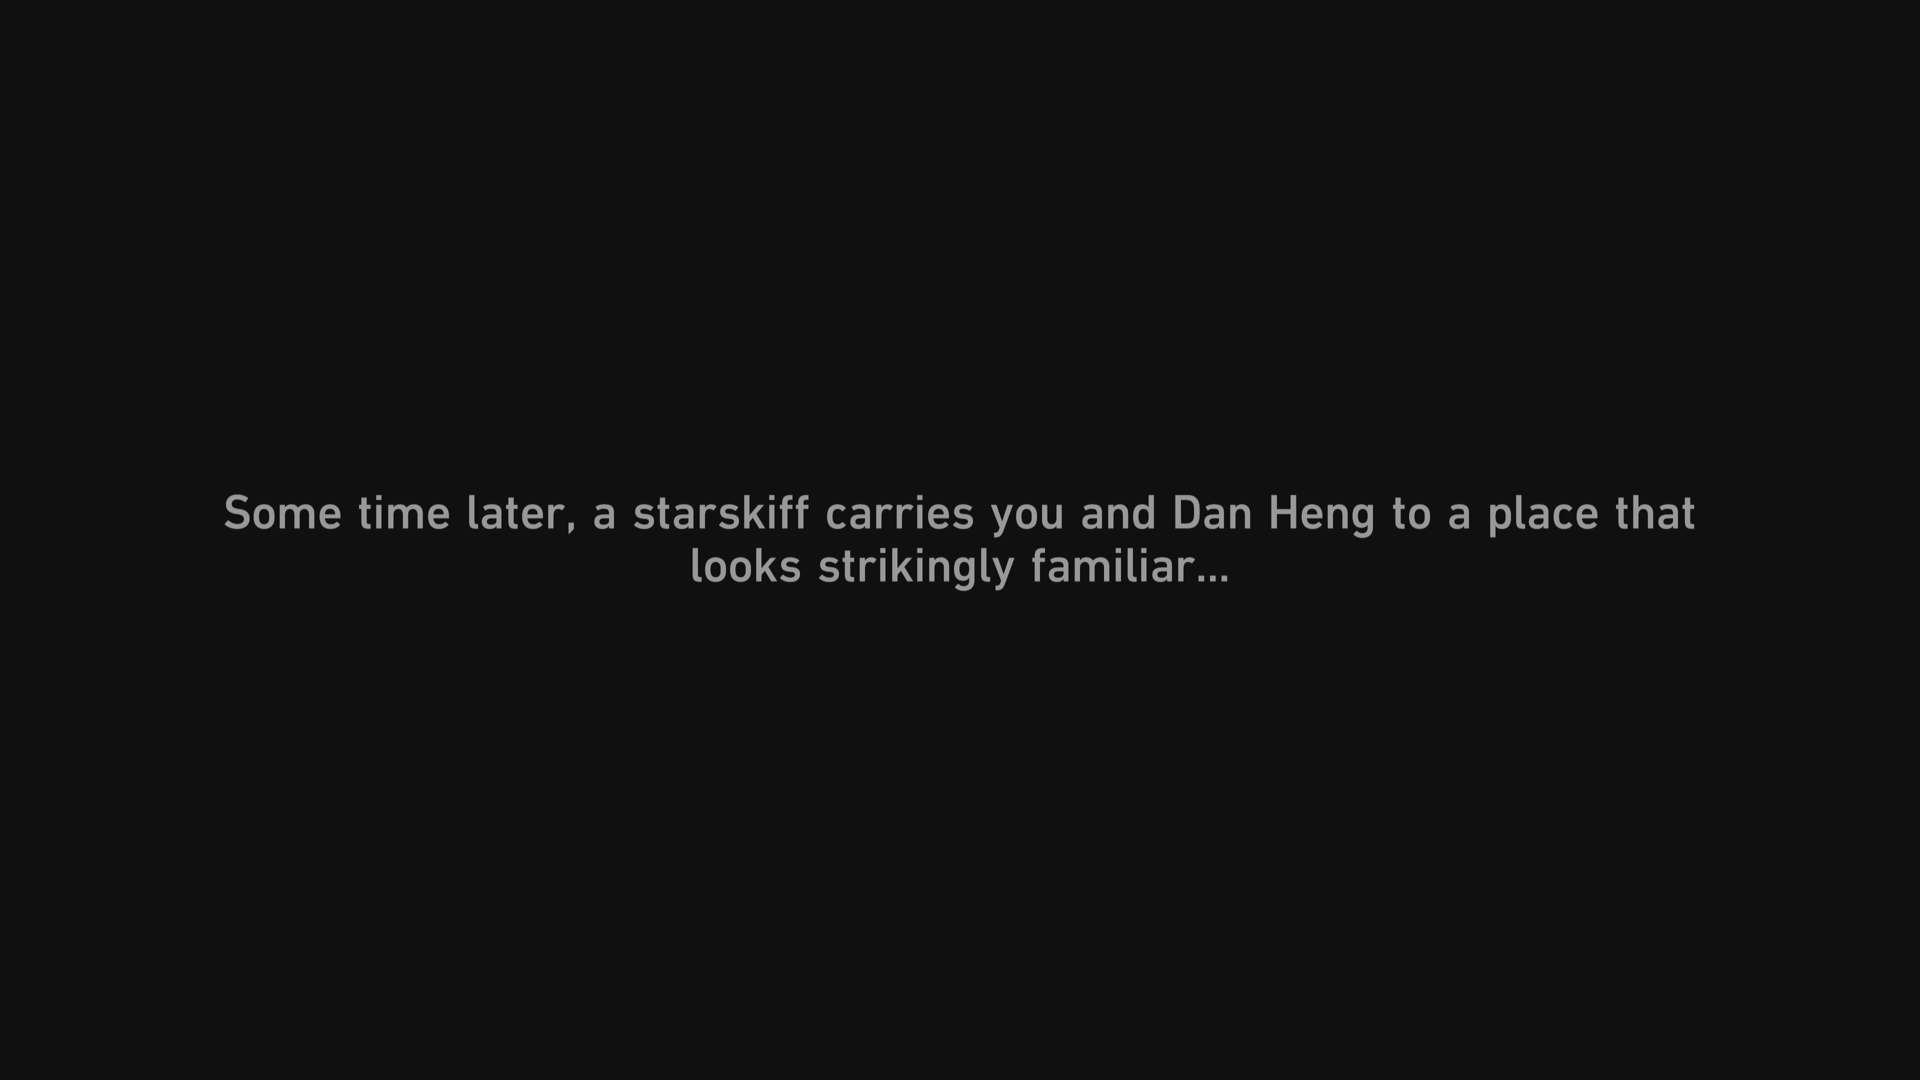 Some time later, a starskiff carries you and Dan Heng to a place that
looks strikingly familiar...